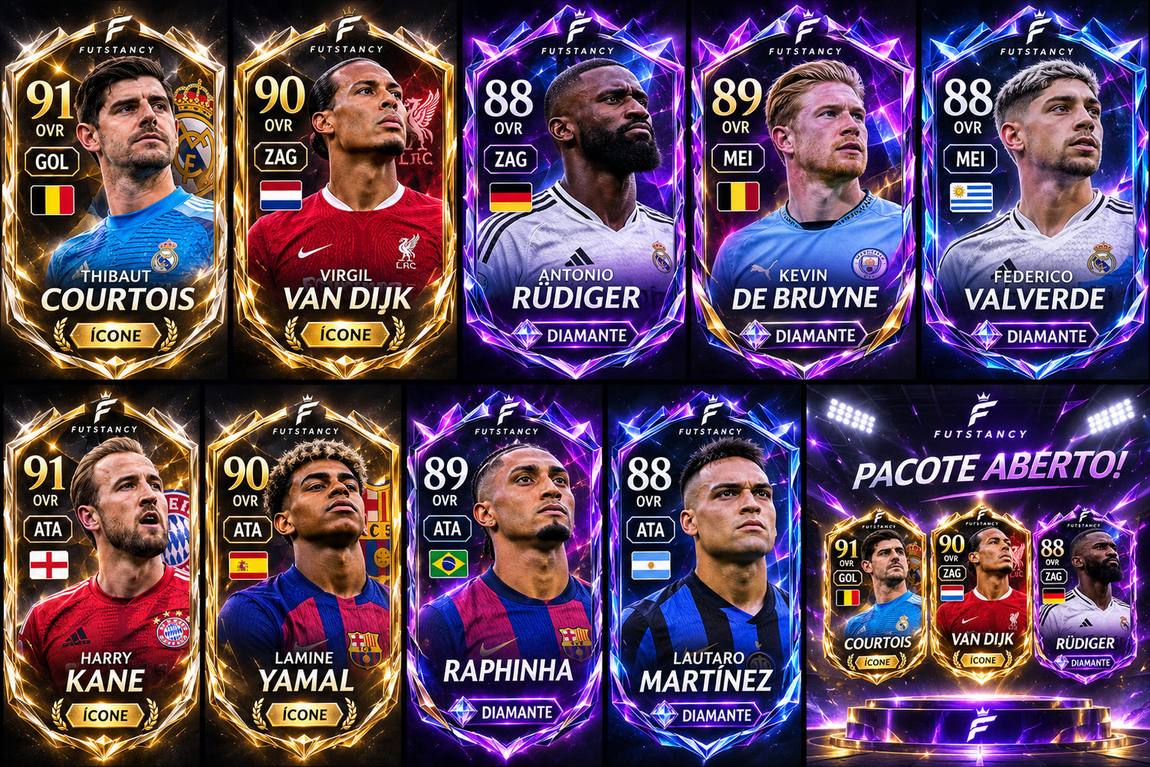 FUTSTANCY
91
OVR
GOL
THIBAUT
COURTOIS
ÍCONE
FUTSTANCY
90
OVR
ZAG
LFC
L.F.C.
VIRGIL
VAN DIJK
ÍCONE
FUTSTANCY
88
OVR
ZAG
ANTONIO
RÜDIGER
DIAMANTE
FUTSTANCY
89
OVR
MEI
KEVIN
DE BRUYNE
DIAMANTE
FUTSTANCY
88
OVR
MEI
FEDERICO
VALVERDE
DIAMANTE
FUTSTANCY
91
OVR
ATA
HARRY
KANE
ÍCONE
FUTSTANCY
90
OVR
ATA
LAMINE
YAMAL
ÍCONE
FUTSTANCY
89
OVR
ATA
RAPHINHA
DIAMANTE
FUTSTANCY
88
OVR
ATA
LAUTARO
MARTÍNEZ
DIAMANTE
FUTSTANCY
PACOTE ABERTO!
FUTSTANCY
91
OVR
GOL
COURTOIS
ÍCONE
FUTSTANCY
90
OVR
ZAG
VAN DIJK
ÍCONE
FUTSTANCY
88
OVR
ZAG
RÜDIGER
DIAMANTE